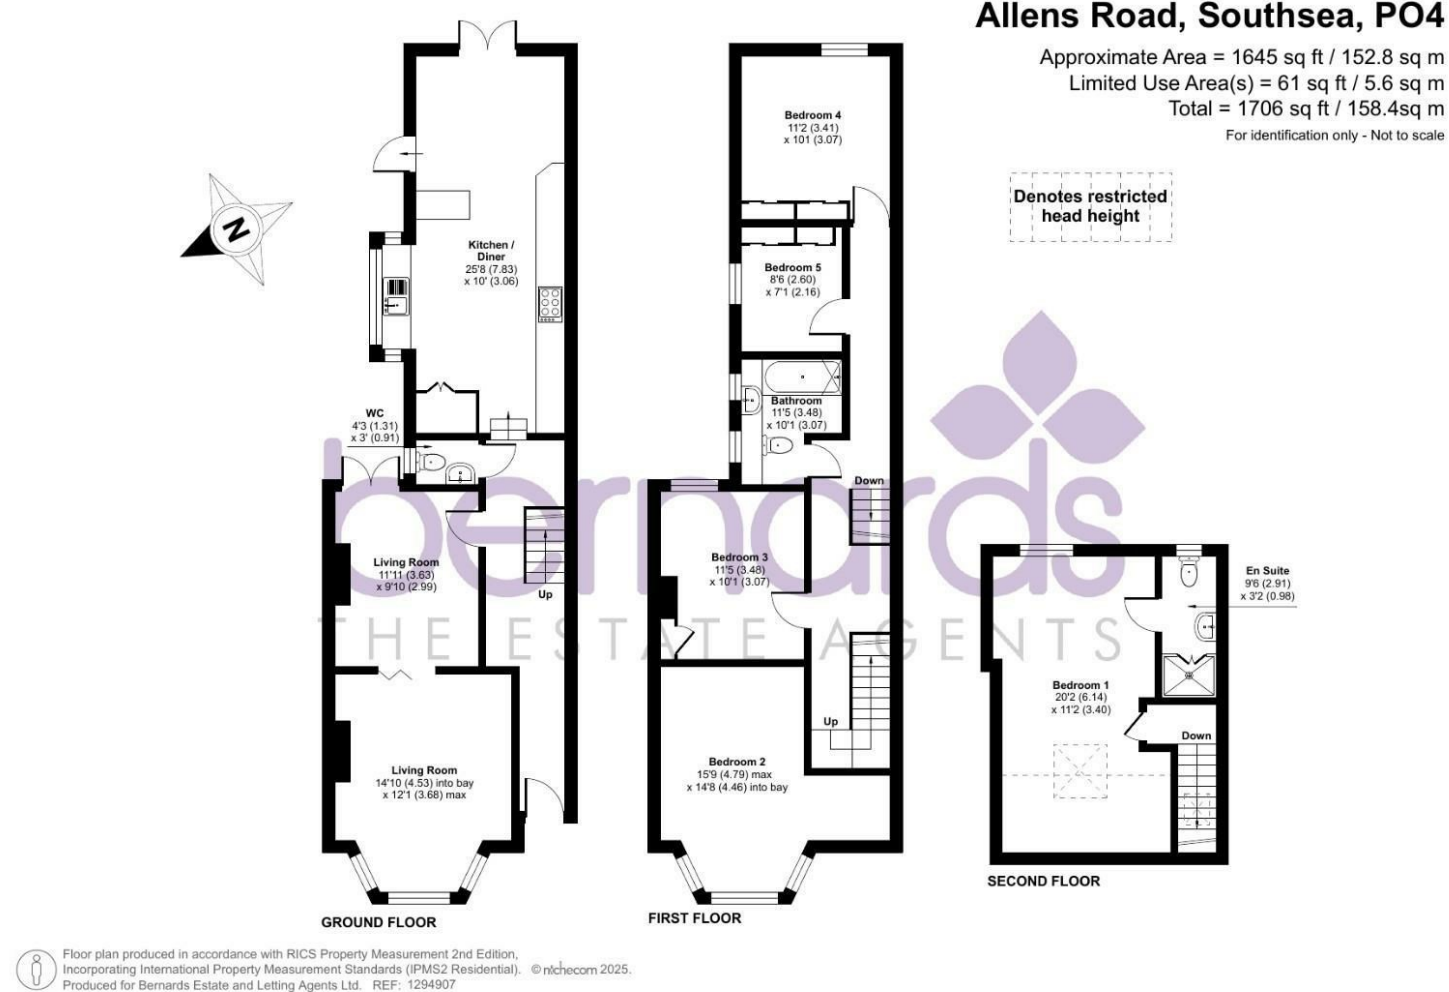 Allens Road, Southsea, PO4
Approximate Area = 1645 sq ft / 152.8 sq m
Limited Use Area(s) = 61 sq ft / 5.6 sq m
Total = 1706 sq ft / 158.4sq m
For identification only - Not to scale
Denotes restricted
head height
N
Kitchen /
Diner
25'8 (7.83)
x 10' (3.06)
WC
4'3 (1.31)
x 3' (0.91)
Living Room
11'11 (3.63)
x 9'10 (2.99)
Up
Living Room
14'10 (4.53) into bay
x 12'1 (3.68) max
GROUND FLOOR
Bedroom 4
11'2 (3.41)
x 101 (3.07)
Bedroom 5
8'6 (2.60)
x 7'1 (2.16)
Bathroom
11'5 (3.48)
x 10'1 (3.07)
Down
Bedroom 3
11'5 (3.48)
x 10'1 (3.07)
Up
Bedroom 2
15'9 (4.79) max
x 14'8 (4.46) into bay
FIRST FLOOR
En Suite
9'6 (2.91)
x 3'2 (0.98)
Bedroom 1
20'2 (6.14)
x 11'2 (3.40)
Down
SECOND FLOOR
bernards
THE ESTATE AGENTS
Floor plan produced in accordance with RICS Property Measurement 2nd Edition,
Incorporating International Property Measurement Standards (IPMS2 Residential). © nichecom 2025.
Produced for Bernards Estate and Letting Agents Ltd. REF: 1294907